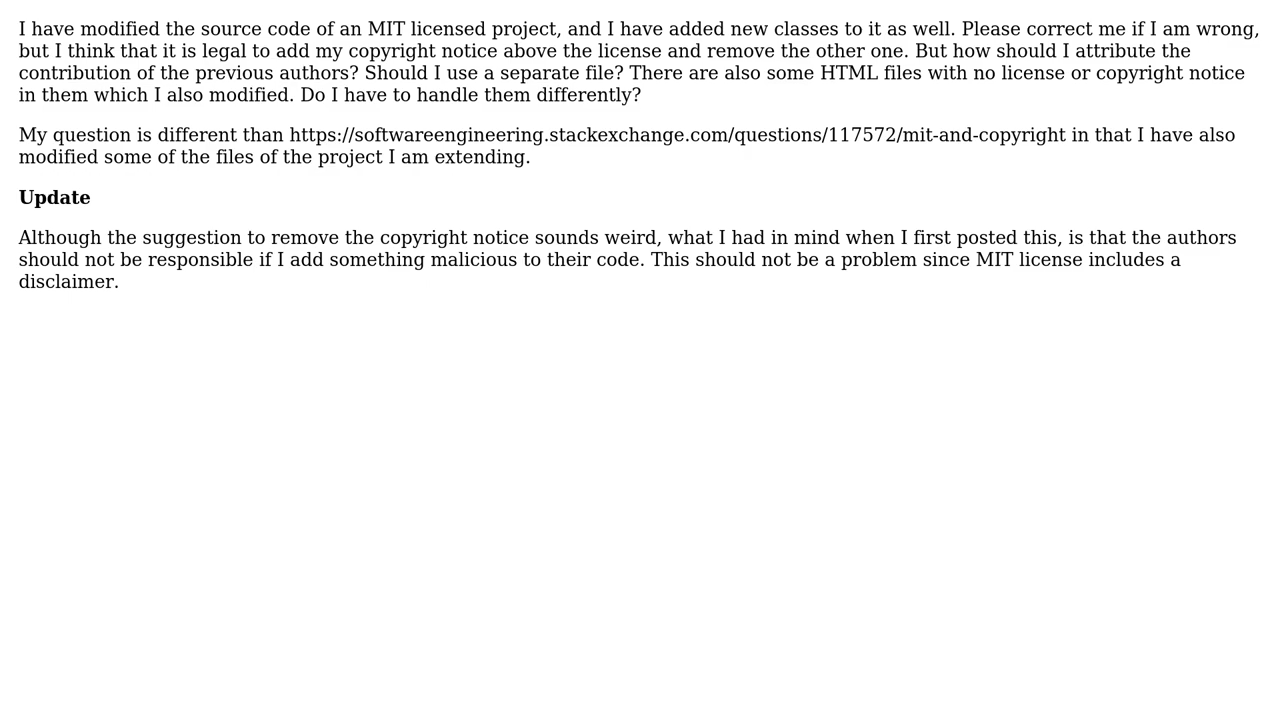 I have modified the source code of an MIT licensed project, and I have added new classes to it as well. Please correct me if I am wrong,
but I think that it is legal to add my copyright notice above the license and remove the other one. But how should I attribute the
contribution of the previous authors? Should I use a separate file? There are also some HTML files with no license or copyright notice
in them which I also modified. Do I have to handle them differently?
My question is different than https://softwareengineering.stackexchange.com/questions/117572/mit-and-copyright in that I have also
modified some of the files of the project I am extending.
Update
Although the suggestion to remove the copyright notice sounds weird, what I had in mind when I first posted this, is that the authors
should not be responsible if I add something malicious to their code. This should not be a problem since MIT license includes a
disclaimer.